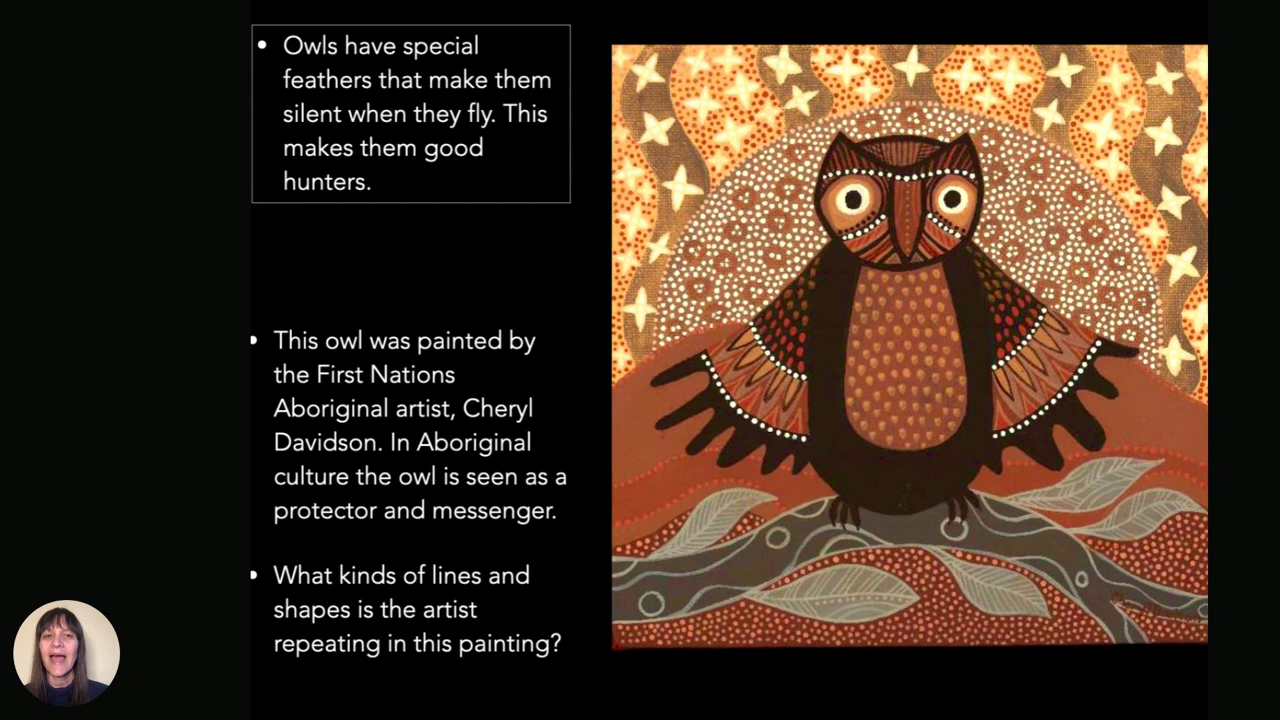 • Owls have special
feathers that make them
silent when they fly. This
makes them good
hunters.
• This owl was painted by
the First Nations
Aboriginal artist, Cheryl
Davidson. In Aboriginal
culture the owl is seen as a
protector and messenger.
• What kinds of lines and
shapes is the artist
repeating in this painting?